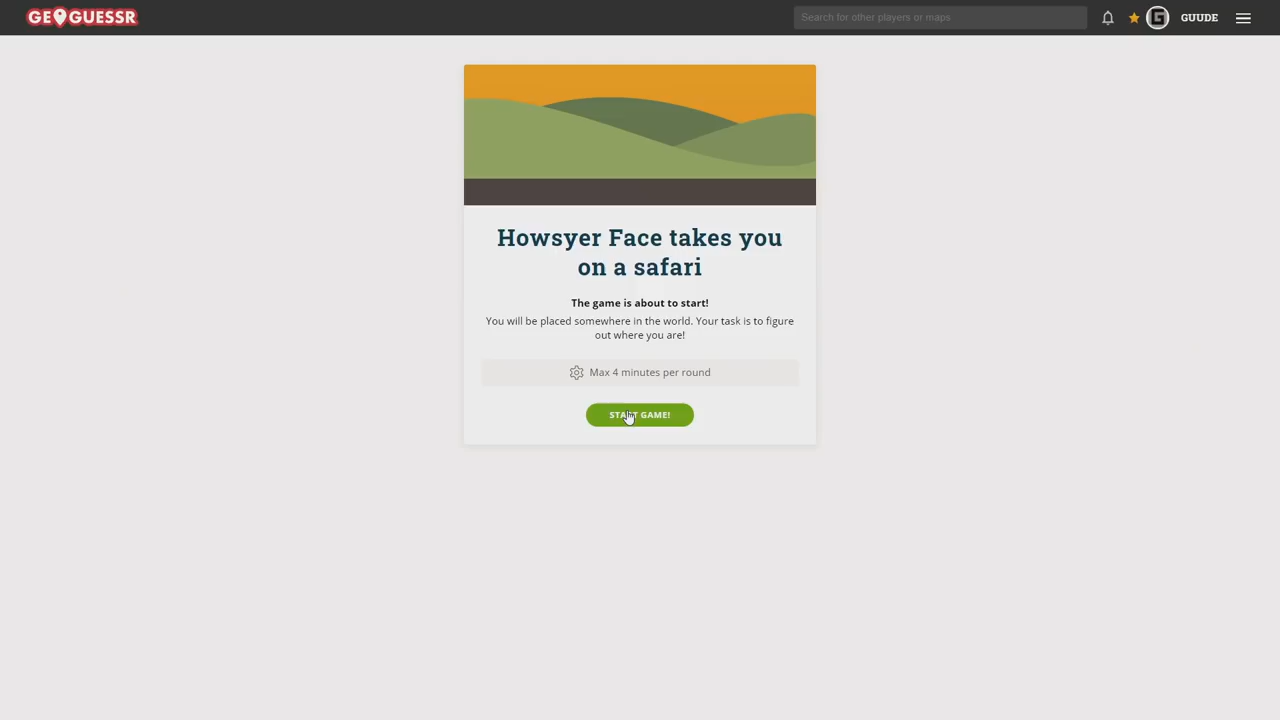 GEOGUESSR
Search for other players or maps
GUUDE
Howsyer Face takes you
on a safari
The game is about to start!
You will be placed somewhere in the world. Your task is to figure
out where you are!
Max 4 minutes per round
START GAME!